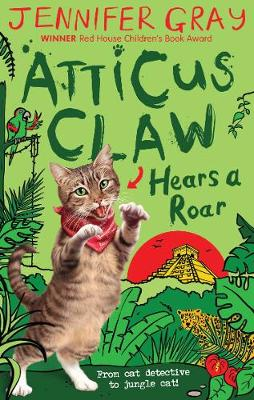 JENNIFER GRAY
WINNER Red House Children's Book Award
ATTICUS
CLAW
Hears a
Roar
From cat detective
to jungle cat!